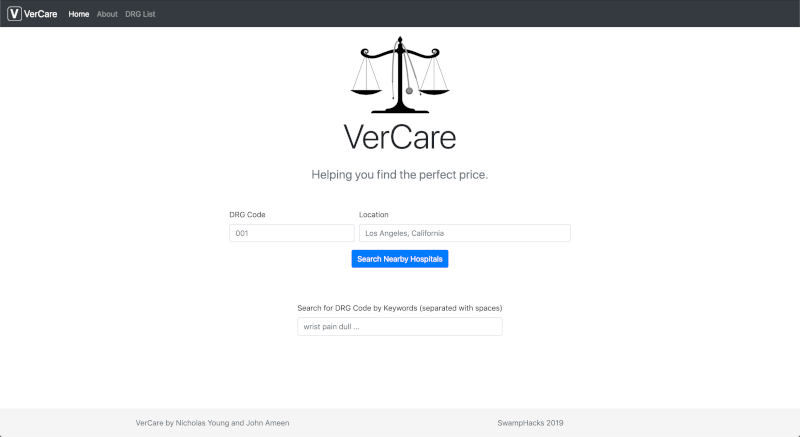 V VerCare Home About DRG List
VerCare
Helping you find the perfect price.
DRG Code Location
001 Los Angeles, California
Search Nearby Hospitals
Search for DRG Code by Keywords (separated with spaces)
wrist pain dull ...
VerCare by Nicholas Young and John Ameen SwampHacks 2019